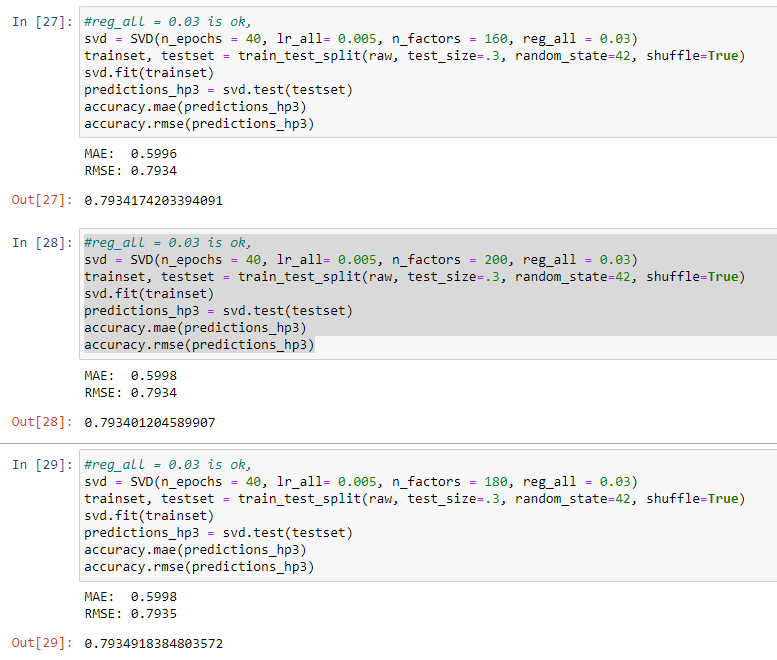 In [27]: #reg_all = 0.03 is ok,
svd = SVD(n_epochs = 40, lr_all= 0.005, n_factors = 160, reg_all = 0.03)
trainset, testset = train_test_split(raw, test_size=.3, random_state=42, shuffle=True)
svd.fit(trainset)
predictions_hp3 = svd.test(testset)
accuracy.mae(predictions_hp3)
accuracy.rmse(predictions_hp3)
MAE:  0.5996
RMSE: 0.7934
Out[27]: 0.7934174203394091
In [28]: #reg_all = 0.03 is ok,
svd = SVD(n_epochs = 40, lr_all= 0.005, n_factors = 200, reg_all = 0.03)
trainset, testset = train_test_split(raw, test_size=.3, random_state=42, shuffle=True)
svd.fit(trainset)
predictions_hp3 = svd.test(testset)
accuracy.mae(predictions_hp3)
accuracy.rmse(predictions_hp3)
MAE:  0.5998
RMSE: 0.7934
Out[28]: 0.793401204589907
In [29]: #reg_all = 0.03 is ok,
svd = SVD(n_epochs = 40, lr_all= 0.005, n_factors = 180, reg_all = 0.03)
trainset, testset = train_test_split(raw, test_size=.3, random_state=42, shuffle=True)
svd.fit(trainset)
predictions_hp3 = svd.test(testset)
accuracy.mae(predictions_hp3)
accuracy.rmse(predictions_hp3)
MAE:  0.5998
RMSE: 0.7935
Out[29]: 0.7934918384803572